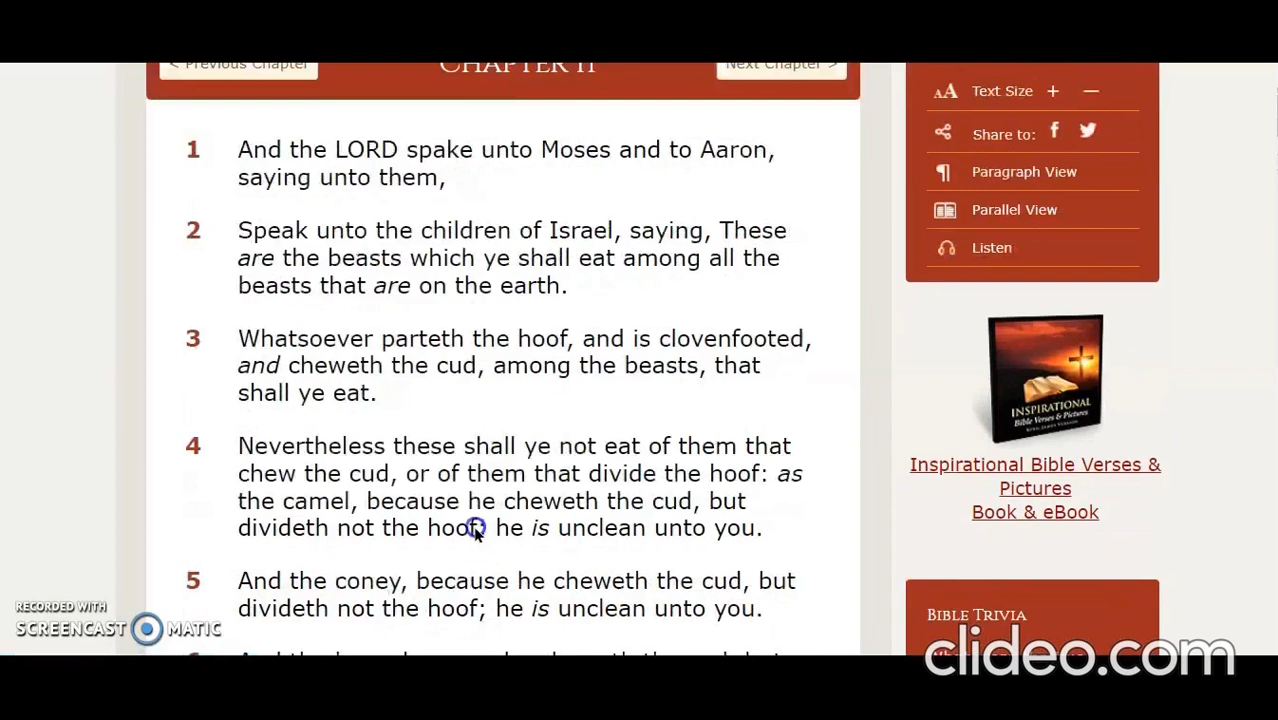 < Previous Chapter
CHAPTER 11
Next Chapter >
1 And the LORD spake unto Moses and to Aaron,
saying unto them,
2 Speak unto the children of Israel, saying, These
are the beasts which ye shall eat among all the
beasts that are on the earth.
3 Whatsoever parteth the hoof, and is clovenfooted,
and cheweth the cud, among the beasts, that
shall ye eat.
4 Nevertheless these shall ye not eat of them that
chew the cud, or of them that divide the hoof: as
the camel, because he cheweth the cud, but
divideth not the hoof; he is unclean unto you.
5 And the coney, because he cheweth the cud, but
divideth not the hoof; he is unclean unto you.
AA Text Size + —
Share to:
Paragraph View
Parallel View
Listen
INSPIRATIONAL
Bible Verses & Pictures
Inspirational Bible Verses &
Pictures
Book & eBook
BIBLE TRIVIA
RECORDED WITH
SCREENCAST MATIC
clideo.com